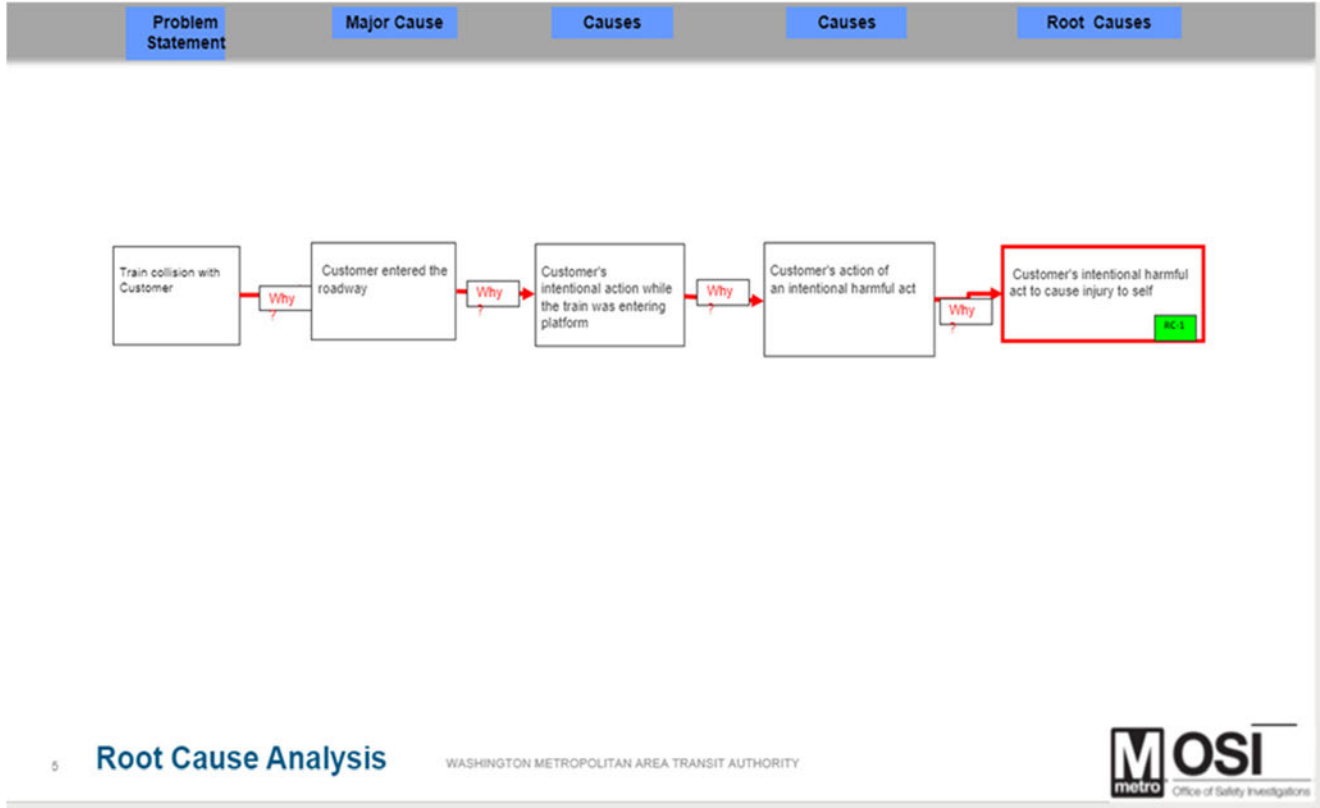 Problem
Statement
Major Cause
Causes
Causes
Root Causes
Train collision with
Customer
Why
?
Customer entered the
roadway
Why
?
Customer's
intentional action while
the train was entering
platform
Why
?
Customer's action of
an intentional harmful act
Why
?
Customer's intentional harmful
act to cause injury to self
RC-1
5
Root Cause Analysis
WASHINGTON METROPOLITAN AREA TRANSIT AUTHORITY
M
metro
OSI
Office of Safety Investigations